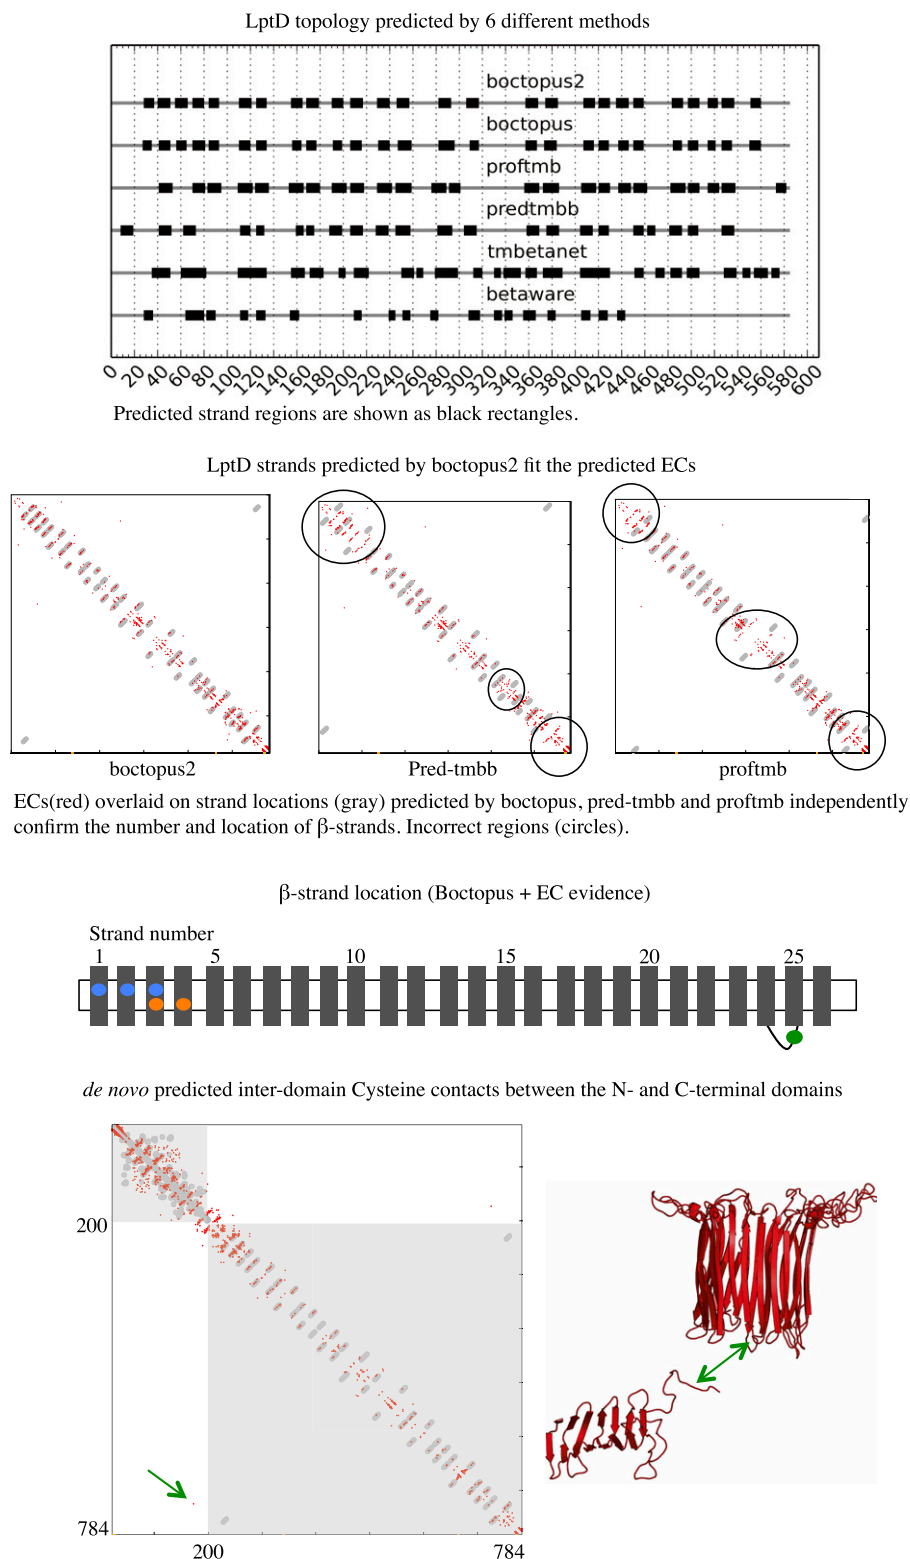 LptD topology predicted by 6 different methods
boctopus2
boctopus
proftmb
predtmbb
tmbetanet
betaware
0 20 40 60 80 100 120 140 160 180 200 220 240 260 280 300 320 340 360 380 400 420 440 460 480 500 520 540 560 580 600
Predicted strand regions are shown as black rectangles.
LptD strands predicted by boctopus2 fit the predicted ECs
boctopus2 Pred-tmbb proftmb
ECs(red) overlaid on strand locations (gray) predicted by boctopus, pred-tmbb and proftmb independently
confirm the number and location of β-strands. Incorrect regions (circles).
β-strand location (Boctopus + EC evidence)
Strand number
1 5 10 15 20 25
de novo predicted inter-domain Cysteine contacts between the N- and C-terminal domains
200
784
200 784